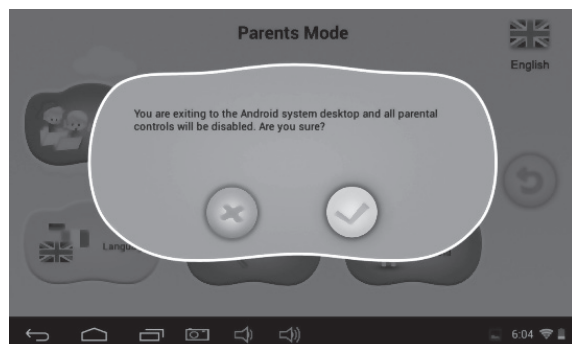 Parents Mode
English
You are exiting to the Android system desktop and all parental
controls will be disabled. Are you sure?
6:04